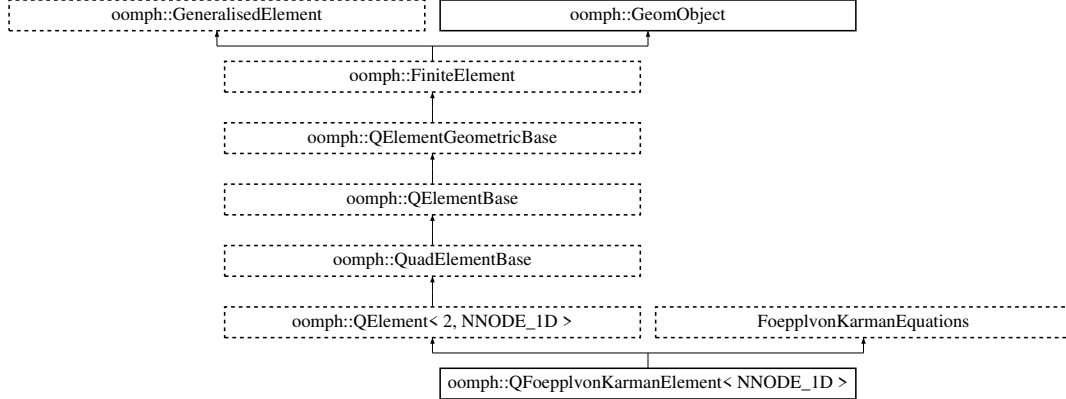 oomph::GeneralisedElement
oomph::GeomObject
oomph::FiniteElement
oomph::QElementGeometricBase
oomph::QElementBase
oomph::QuadElementBase
oomph::QElement< 2, NNODE_1D >
FoepplvonKarmanEquations
oomph::QFoepplvonKarmanElement< NNODE_1D >